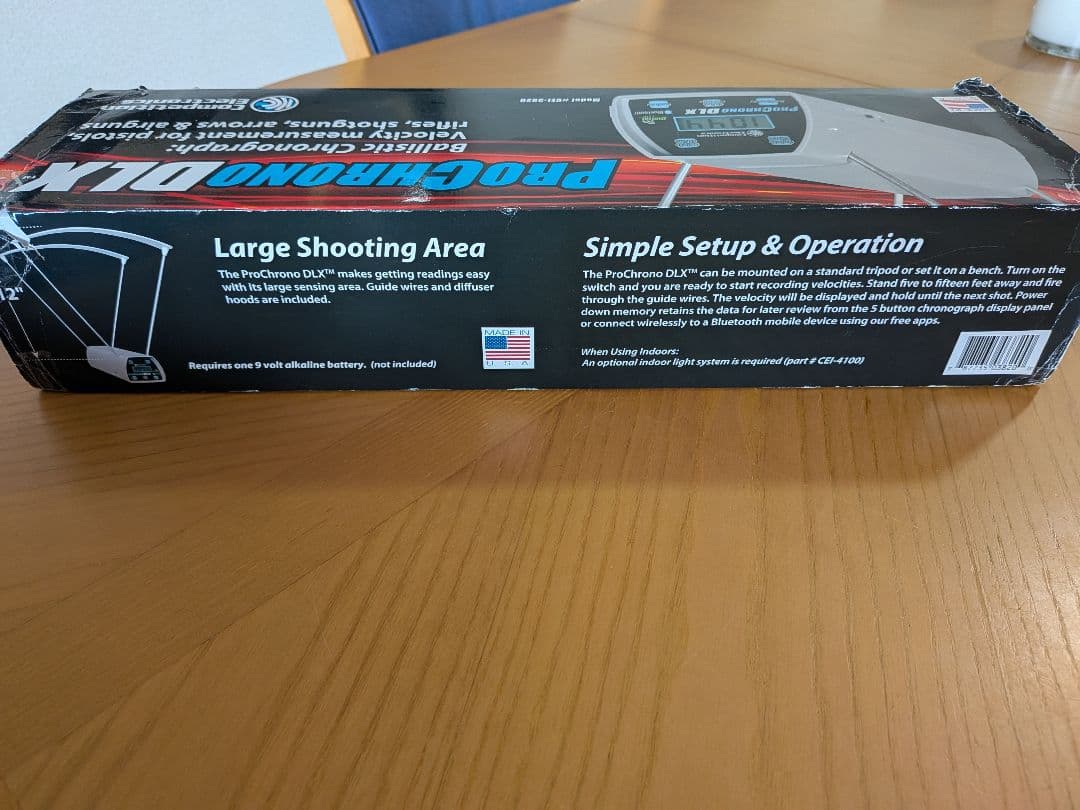 Competition
Electronics
Ballistic Chronograph:
Velocity measurement for pistols,
rifles, shotguns, arrows & airguns
PROCHRONO DLX
Model #CEI-3820
PROCHRONO DLX
12"
Large Shooting Area
The ProChrono DLX™ makes getting readings easy
with its large sensing area. Guide wires and diffuser
hoods are included.
Requires one 9 volt alkaline battery. (not included)
MADE IN
U S A
Simple Setup & Operation
The ProChrono DLX™ can be mounted on a standard tripod or set it on a bench. Turn on the
switch and you are ready to start recording velocities. Stand five to fifteen feet away and fire
through the guide wires. The velocity will be displayed and hold until the next shot. Power
down memory retains the data for later review from the 5 button chronograph display panel
or connect wirelessly to a Bluetooth mobile device using our free apps.
When Using Indoors:
An optional indoor light system is required (part # CEI-4100)